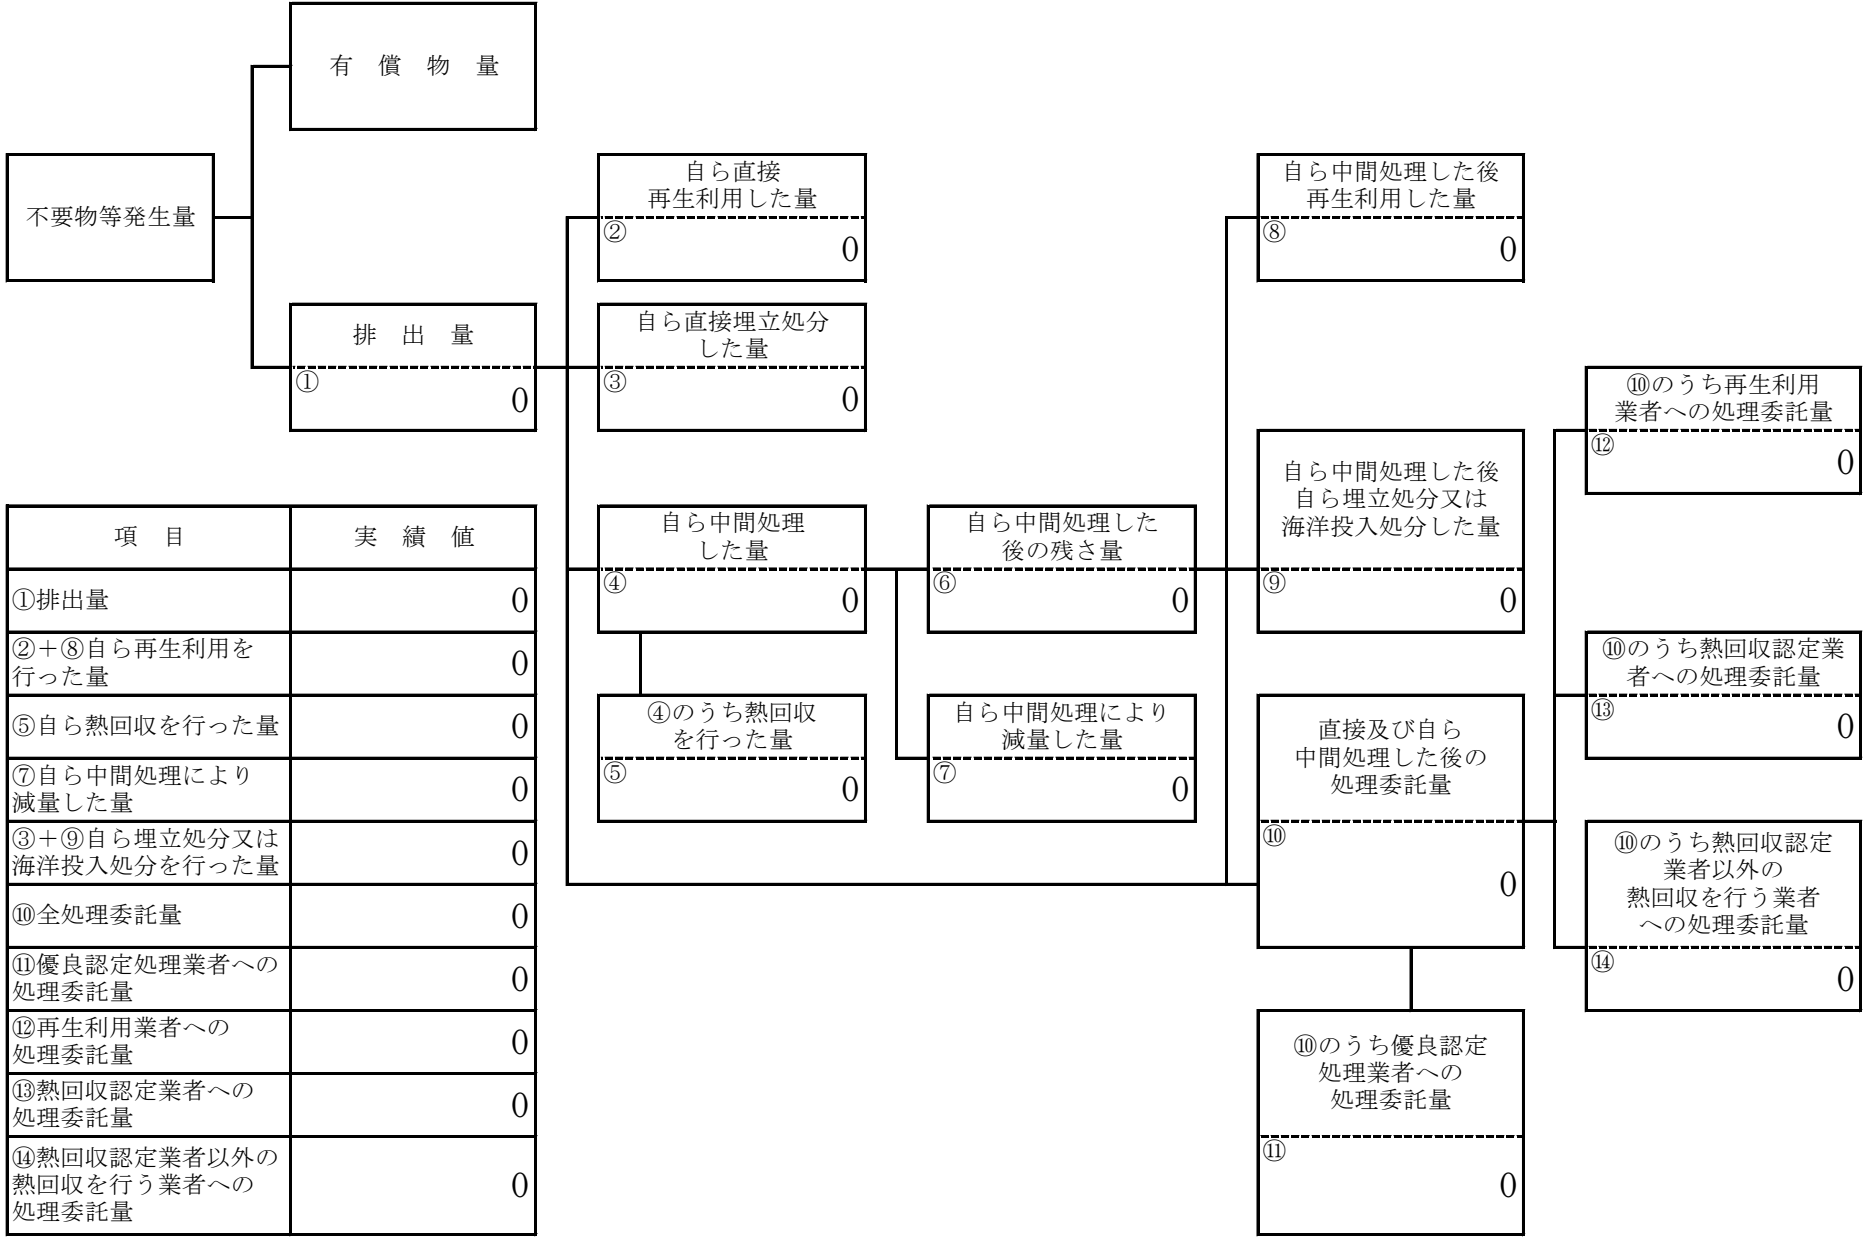 有 償 物 量
不要物等発生量
排 出 量
①
0
自ら直接
再生利用した量
②
0
自ら直接埋立処分
した量
③
0
自ら中間処理
した量
④
0
④のうち熱回収
を行った量
⑤
0
自ら中間処理した
後の残さ量
⑥
0
自ら中間処理により
減量した量
⑦
0
自ら中間処理した後
再生利用した量
⑧
0
自ら中間処理した後
自ら埋立処分又は
海洋投入処分した量
⑨
0
直接及び自ら
中間処理した後の
処理委託量
⑩
0
⑩のうち優良認定
処理業者への
処理委託量
⑪
0
⑩のうち再生利用
業者への処理委託量
⑫
0
⑩のうち熱回収認定業
者への処理委託量
⑬
0
⑩のうち熱回収認定
業者以外の
熱回収を行う業者
への処理委託量
⑭
0
項 目 実 績 値
①排出量 0
②＋⑧自ら再生利用を
行った量 0
⑤自ら熱回収を行った量 0
⑦自ら中間処理により
減量した量 0
③＋⑨自ら埋立処分又は
海洋投入処分を行った量 0
⑩全処理委託量 0
⑪優良認定処理業者への
処理委託量 0
⑫再生利用業者への
処理委託量 0
⑬熱回収認定業者への
処理委託量 0
⑭熱回収認定業者以外の
熱回収を行う業者への
処理委託量 0